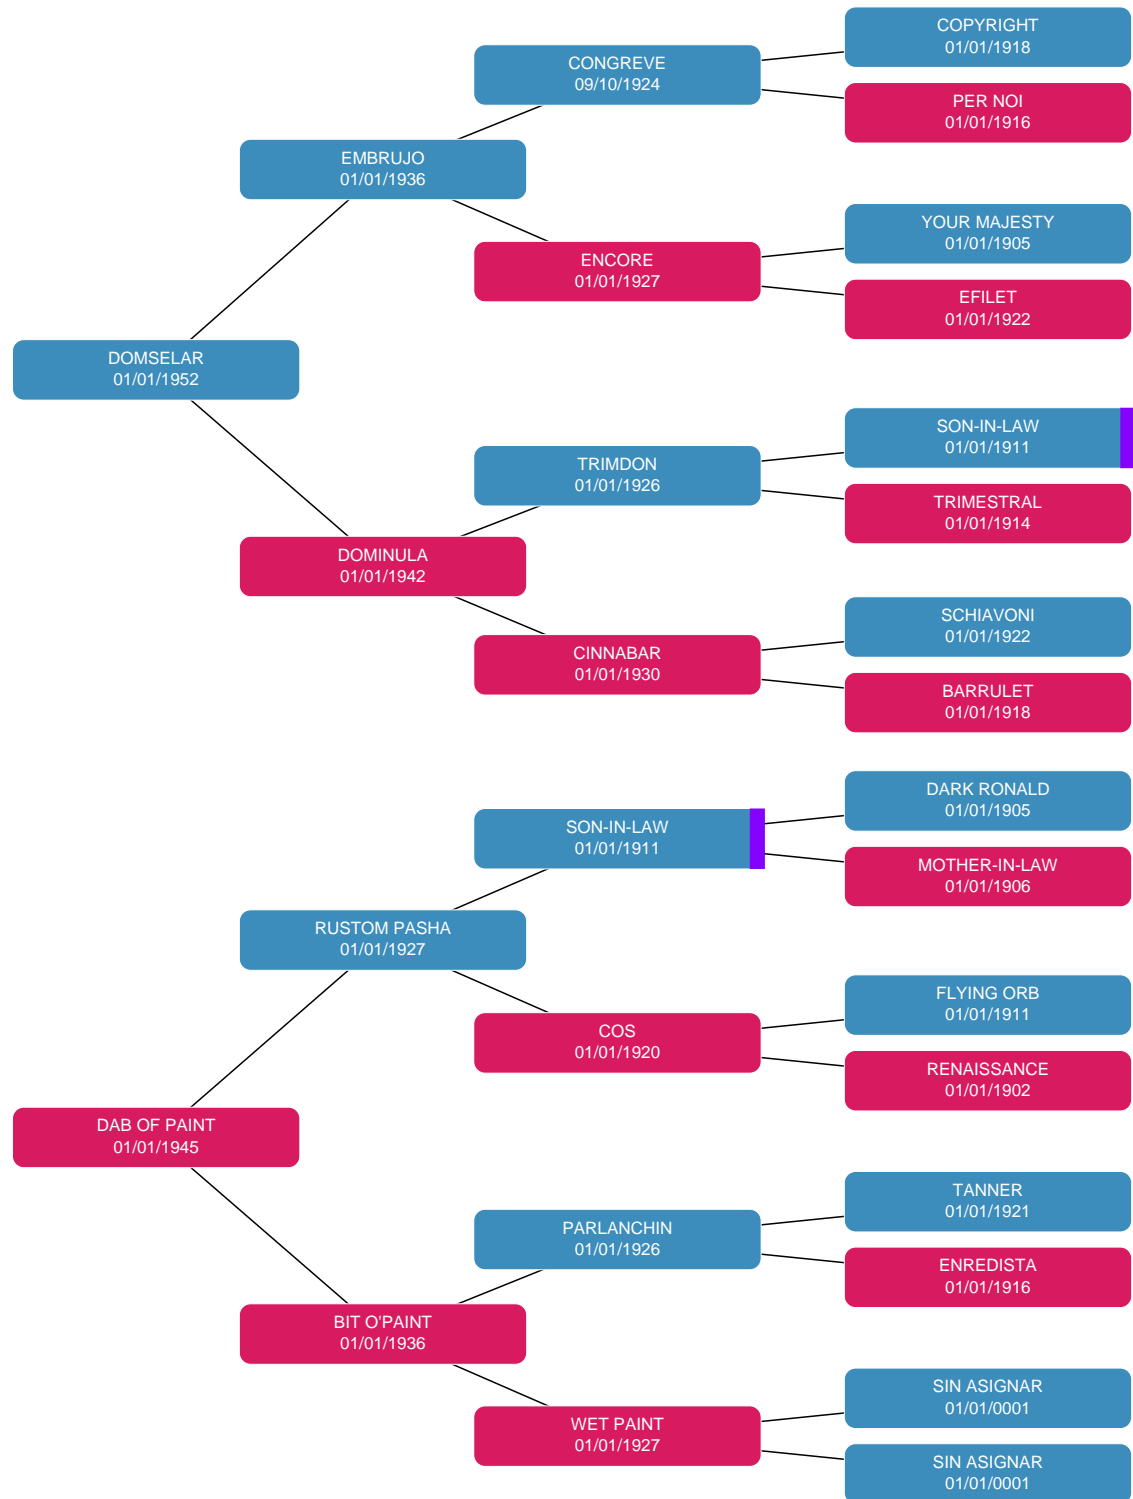 COPYRIGHT
01/01/1918
CONGREVE
09/10/1924
PER NOI
01/01/1916
EMBRUJO
01/01/1936
YOUR MAJESTY
01/01/1905
ENCORE
01/01/1927
EFILET
01/01/1922
DOMSELAR
01/01/1952
SON-IN-LAW
01/01/1911
TRIMDON
01/01/1926
TRIMESTRAL
01/01/1914
DOMINULA
01/01/1942
SCHIAVONI
01/01/1922
CINNABAR
01/01/1930
BARRULET
01/01/1918
DARK RONALD
01/01/1905
SON-IN-LAW
01/01/1911
MOTHER-IN-LAW
01/01/1906
RUSTOM PASHA
01/01/1927
FLYING ORB
01/01/1911
COS
01/01/1920
RENAISSANCE
01/01/1902
DAB OF PAINT
01/01/1945
TANNER
01/01/1921
PARLANCHIN
01/01/1926
ENREDISTA
01/01/1916
BIT O'PAINT
01/01/1936
SIN ASIGNAR
01/01/0001
WET PAINT
01/01/1927
SIN ASIGNAR
01/01/0001